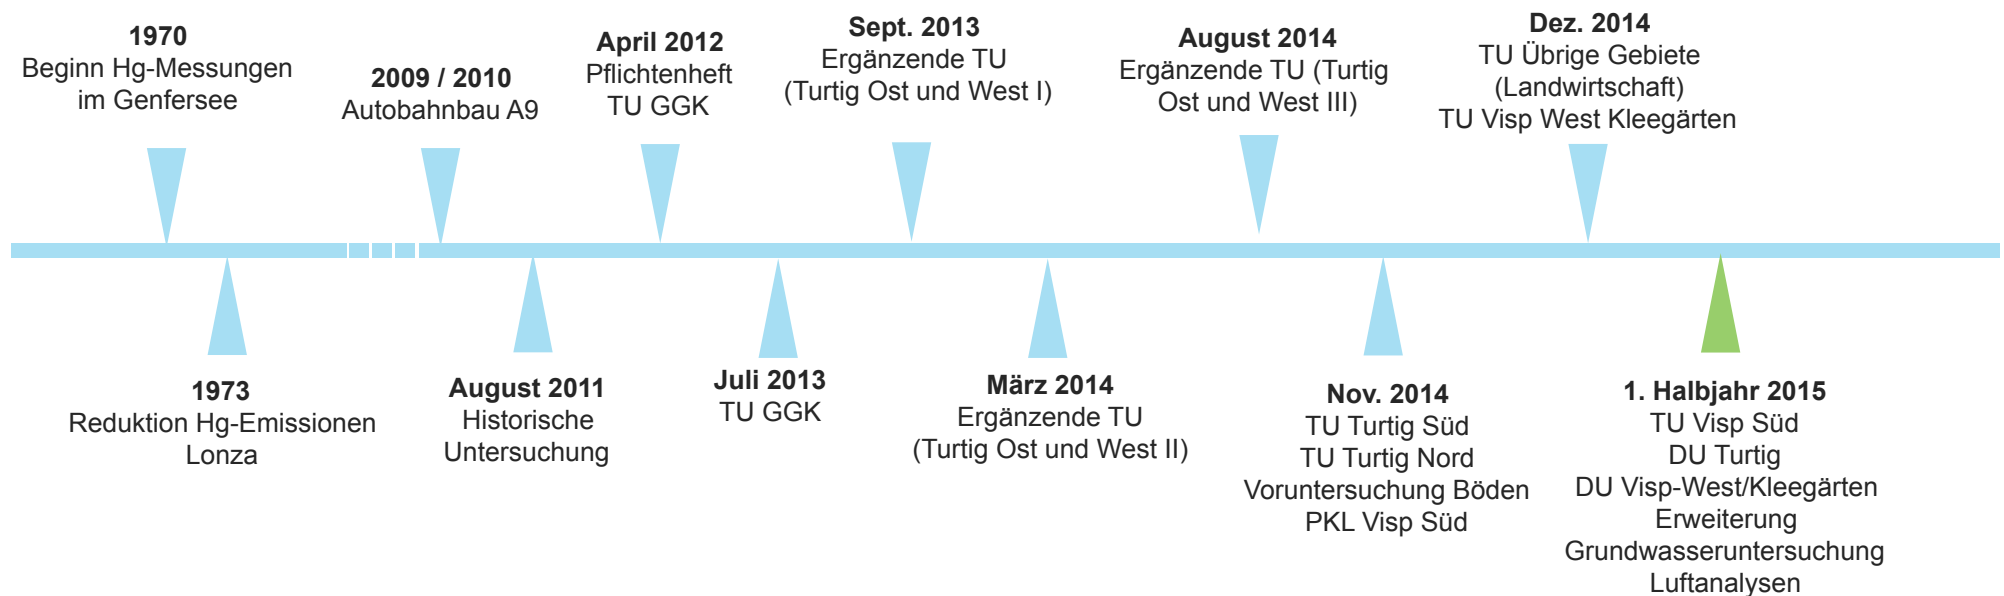 1970
Beginn Hg-Messungen
im Genfersee
2009 / 2010
Autobahnbau A9
April 2012
Pflichtenheft
TU GGK
Sept. 2013
Ergänzende TU
(Turtig Ost und West I)
August 2014
Ergänzende TU (Turtig
Ost und West III)
Dez. 2014
TU Übrige Gebiete
(Landwirtschaft)
TU Visp West Kleegärten
1973
Reduktion Hg-Emissionen
Lonza
August 2011
Historische
Untersuchung
Juli 2013
TU GGK
März 2014
Ergänzende TU
(Turtig Ost und West II)
Nov. 2014
TU Turtig Süd
TU Turtig Nord
Voruntersuchung Böden
PKL Visp Süd
1. Halbjahr 2015
TU Visp Süd
DU Turtig
DU Visp-West/Kleegärten
Erweiterung
Grundwasseruntersuchung
Luftanalysen